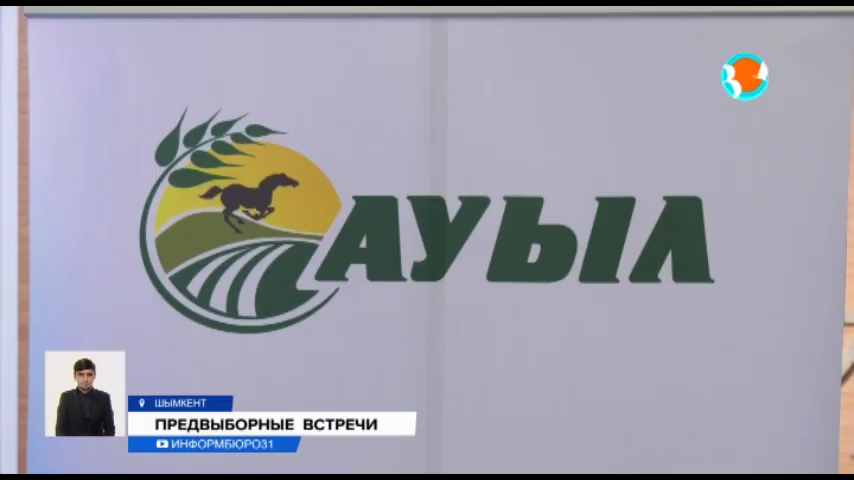 АУЫЛ
ШЫМКЕНТ
ПРЕДВЫБОРНЫЕ ВСТРЕЧИ
ИНФОРМБЮРО31